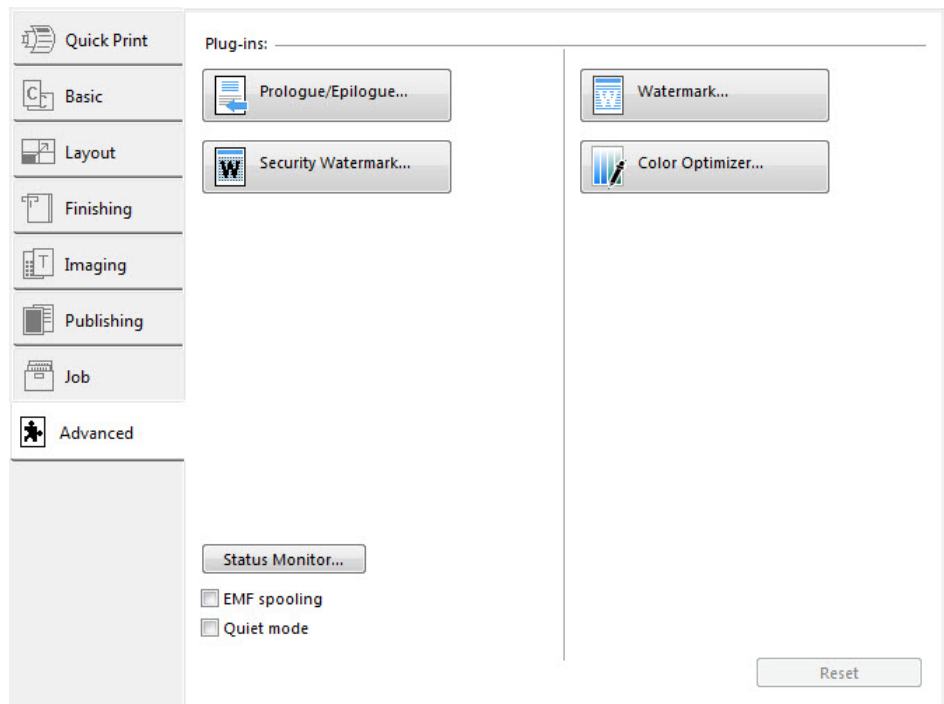 Quick Print
Basic
Layout
Finishing
Imaging
Publishing
Job
Advanced
Plug-ins:
Prologue/Epilogue...
Watermark...
Security Watermark...
Color Optimizer...
Status Monitor...
EMF spooling
Quiet mode
Reset